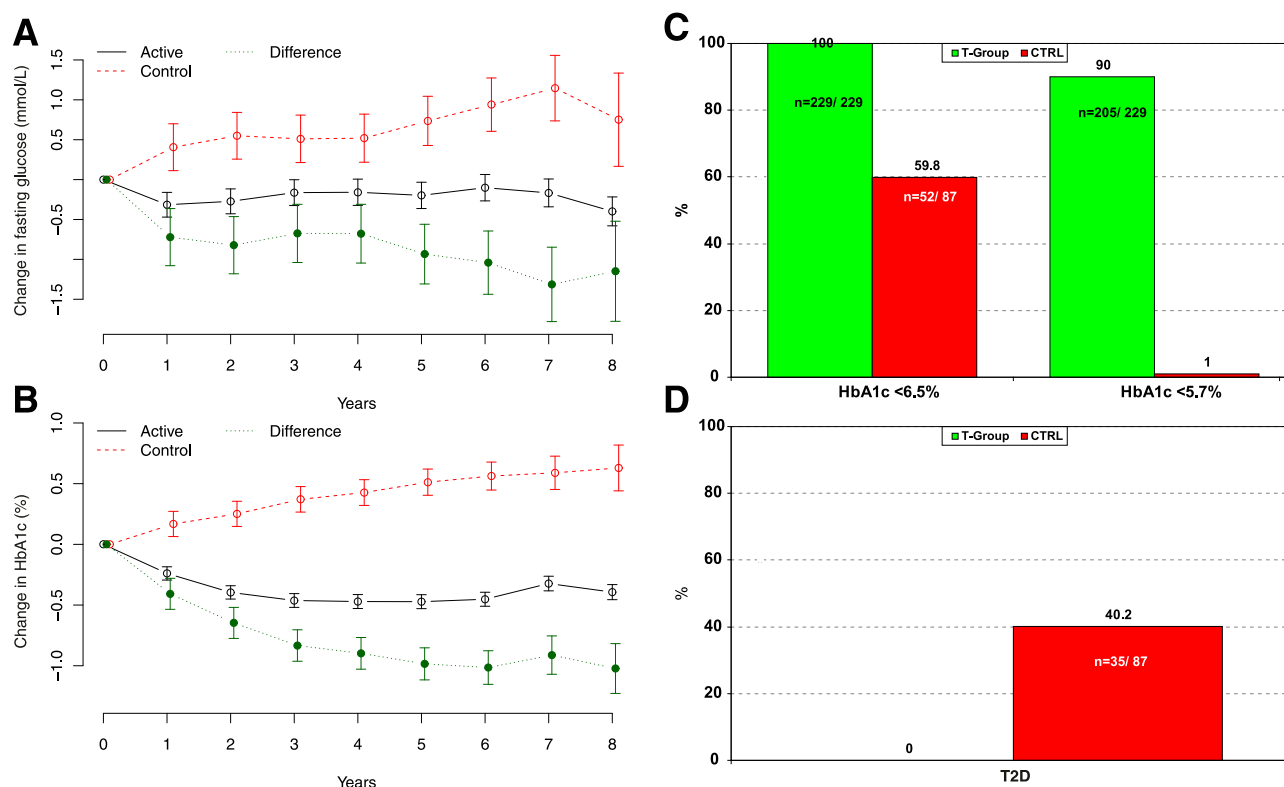 A
Active
Difference
Control
Change in fasting glucose (mmol/L)
1.5
1.0
0.5
−0.5
−1.5
0 1 2 3 4 5 6 7 8
Years
B
Active
Difference
Control
Change in HbA1c (%)
1.0
0.5
0.0
−0.5
−1.0
0 1 2 3 4 5 6 7 8
Years
C
T-Group CTRL
%
100
80
60
40
20
0
100
n=229/ 229
59.8
n=52/ 87
90
n=205/ 229
1
HbA1c <6.5% HbA1c <5.7%
D
T-Group CTRL
%
100
80
60
40
20
0
0
40.2
n=35/ 87
T2D